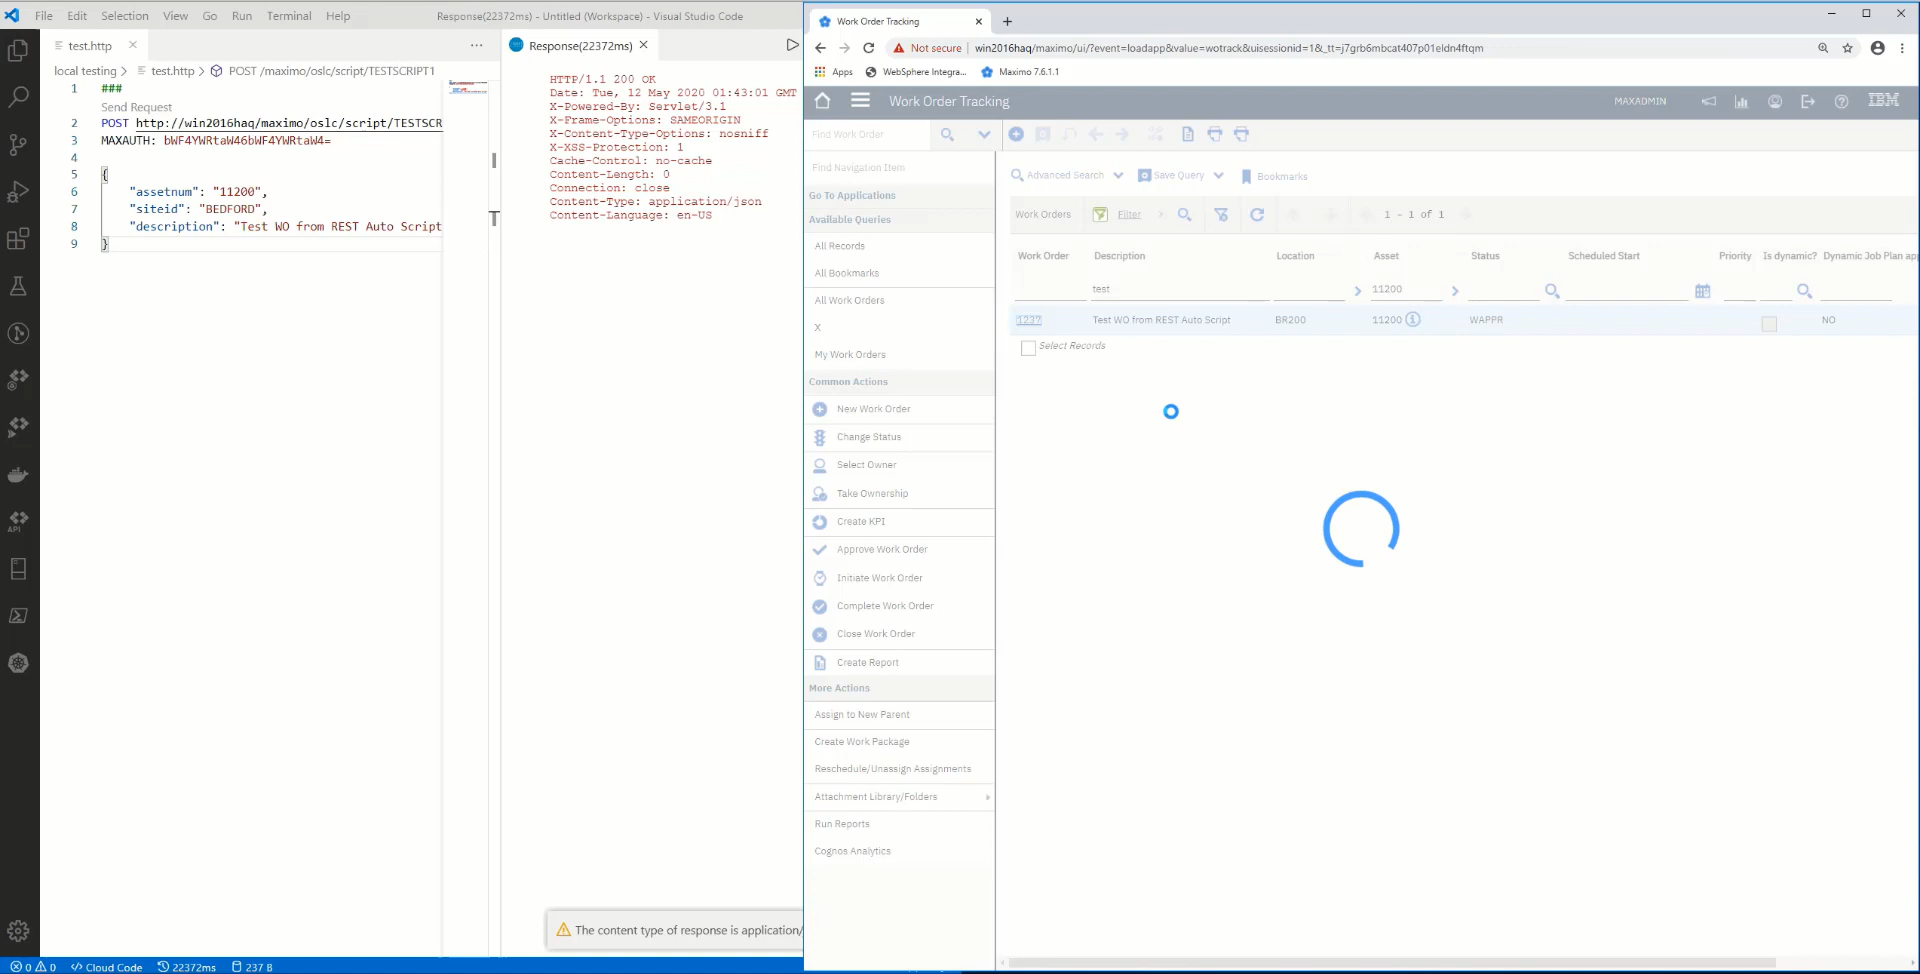 File Edit Selection View Go Run Terminal Help
Response(22372ms) - Untitled (Workspace) - Visual Studio Code
test.http
local testing > test.http > POST /maximo/oslc/script/TESTSCRIPT1
1 ###
Send Request
2 POST http://win2016haq/maximo/oslc/script/TESTSCR
3 MAXAUTH: bWF4YWRtaW46bWF4YWRtaW4=
4
5 {
6 "assetnum": "11200",
7 "siteid": "BEDFORD",
8 "description": "Test WO from REST Auto Script
9 }
API
Response(22372ms)
HTTP/1.1 200 OK
Date: Tue, 12 May 2020 01:43:01 GMT
X-Powered-By: Servlet/3.1
X-Frame-Options: SAMEORIGIN
X-Content-Type-Options: nosniff
X-XSS-Protection: 1
Cache-Control: no-cache
Content-Length: 0
Connection: close
Content-Type: application/json
Content-Language: en-US
The content type of response is application/
0 0 Cloud Code 22372ms 237 B
Work Order Tracking
Not secure | win2016haq/maximo/ui/?event=loadapp&value=wotrack&uisessionid=1&_tt=j7grb6mbcat407p01eldn4ftqm
Apps WebSphere Integra... Maximo 7.6.1.1
Work Order Tracking MAXADMIN IBM
Find Work Order
Find Navigation Item
Go To Applications
Available Queries
All Records
All Bookmarks
All Work Orders
X
My Work Orders
Common Actions
New Work Order
Change Status
Select Owner
Take Ownership
Create KPI
Approve Work Order
Initiate Work Order
Complete Work Order
Close Work Order
Create Report
More Actions
Assign to New Parent
Create Work Package
Reschedule/Unassign Assignments
Attachment Library/Folders
Run Reports
Cognos Analytics
Advanced Search Save Query Bookmarks
Work Orders Filter 1 - 1 of 1
Work Order Description Location Asset Status Scheduled Start Priority Is dynamic? Dynamic Job Plan app
test 11200
1237 Test WO from REST Auto Script BR200 11200 WAPPR NO
Select Records